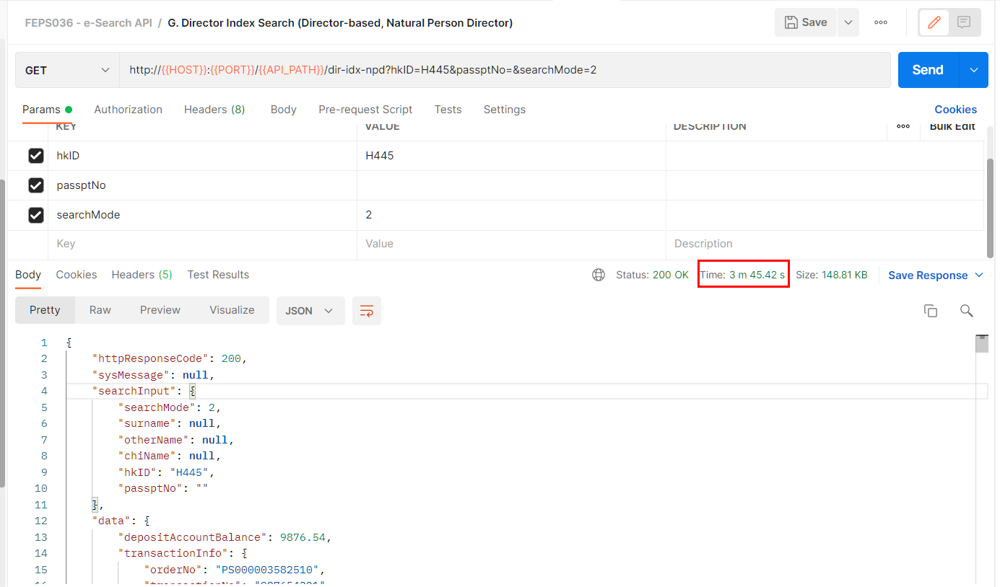 FEPS036 - e-Search API / G. Director Index Search (Director-based, Natural Person Director)
Save
GET
http://{{HOST}}:{{PORT}}/{{API_PATH}}/dir-idx-npd?hkID=H445&passptNo=&searchMode=2
Send
Params Authorization Headers (8) Body Pre-request Script Tests Settings Cookies
KEY VALUE DESCRIPTION Bulk Edit
hkID H445
passptNo
searchMode 2
Key Value Description
Body Cookies Headers (5) Test Results Status: 200 OK Time: 3 m 45.42 s Size: 148.81 KB Save Response
Pretty Raw Preview Visualize JSON
1 {
2 "httpResponseCode": 200,
3 "sysMessage": null,
4 "searchInput": {
5 "searchMode": 2,
6 "surname": null,
7 "otherName": null,
8 "chiName": null,
9 "hkID": "H445",
10 "passptNo": ""
11 },
12 "data": {
13 "depositAccountBalance": 9876.54,
14 "transactionInfo": {
15 "orderNo": "PS000003582510",